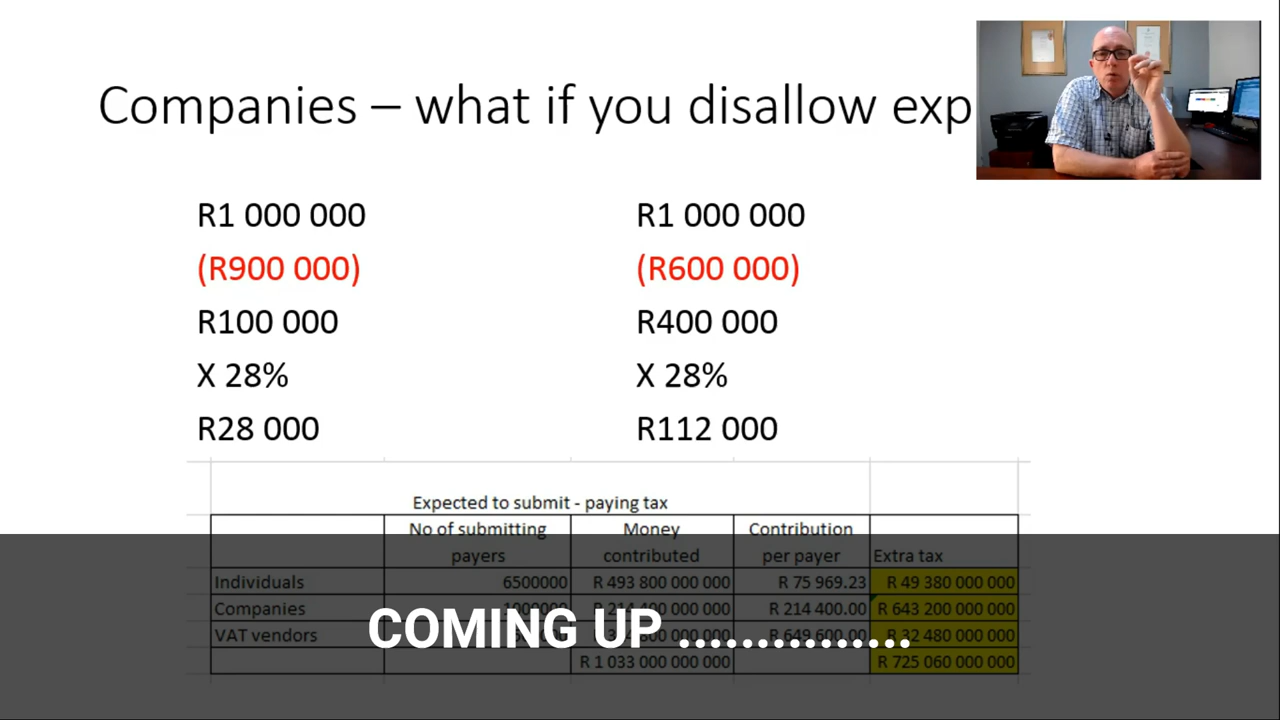 Companies – what if you disallow exp
R1 000 000 R1 000 000
(R900 000) (R600 000)
R100 000 R400 000
X 28% X 28%
R28 000 R112 000
Expected to submit - paying tax
No of submitting payers Money contributed Contribution per payer Extra tax
Individuals 6500000 R 493 800 000 000 R 75 969.23 R 49 380 000 000
Companies R 214 400.00 R 643 200 000 000
VAT vendors R 649 600.00 R 32 480 000 000
R 1 033 000 000 000 R 725 060 000 000
COMING UP ...............